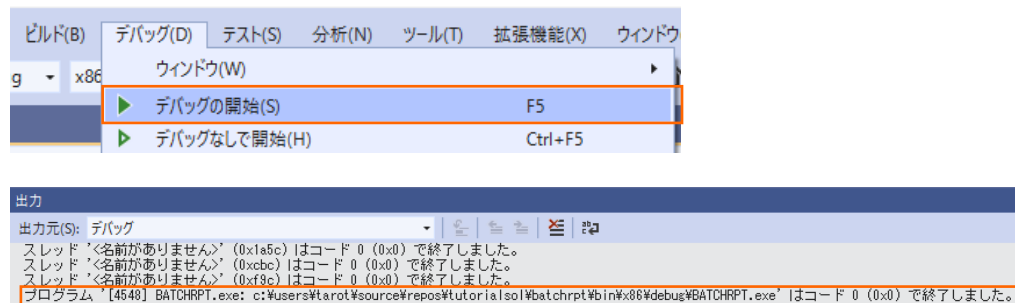 ビルド(B) デバッグ(D) テスト(S) 分析(N) ツール(T) 拡張機能(X) ウィンドウ
g x86 ウィンドウ(W)
デバッグの開始(S) F5
デバッグなしで開始(H) Ctrl+F5
出力
出力元(S): デバッグ
スレッド '<名前がありません>' (0x1a5c) はコード 0 (0x0) で終了しました。
スレッド '<名前がありません>' (0xcbc) はコード 0 (0x0) で終了しました。
スレッド '<名前がありません>' (0xf9c) はコード 0 (0x0) で終了しました。
プログラム '[4548] BATCHRPT.exe: c:¥users¥tarot¥source¥repos¥tutorialsol¥batchrpt¥bin¥x86¥debug¥BATCHRPT.exe' はコード 0 (0x0) で終了しました。